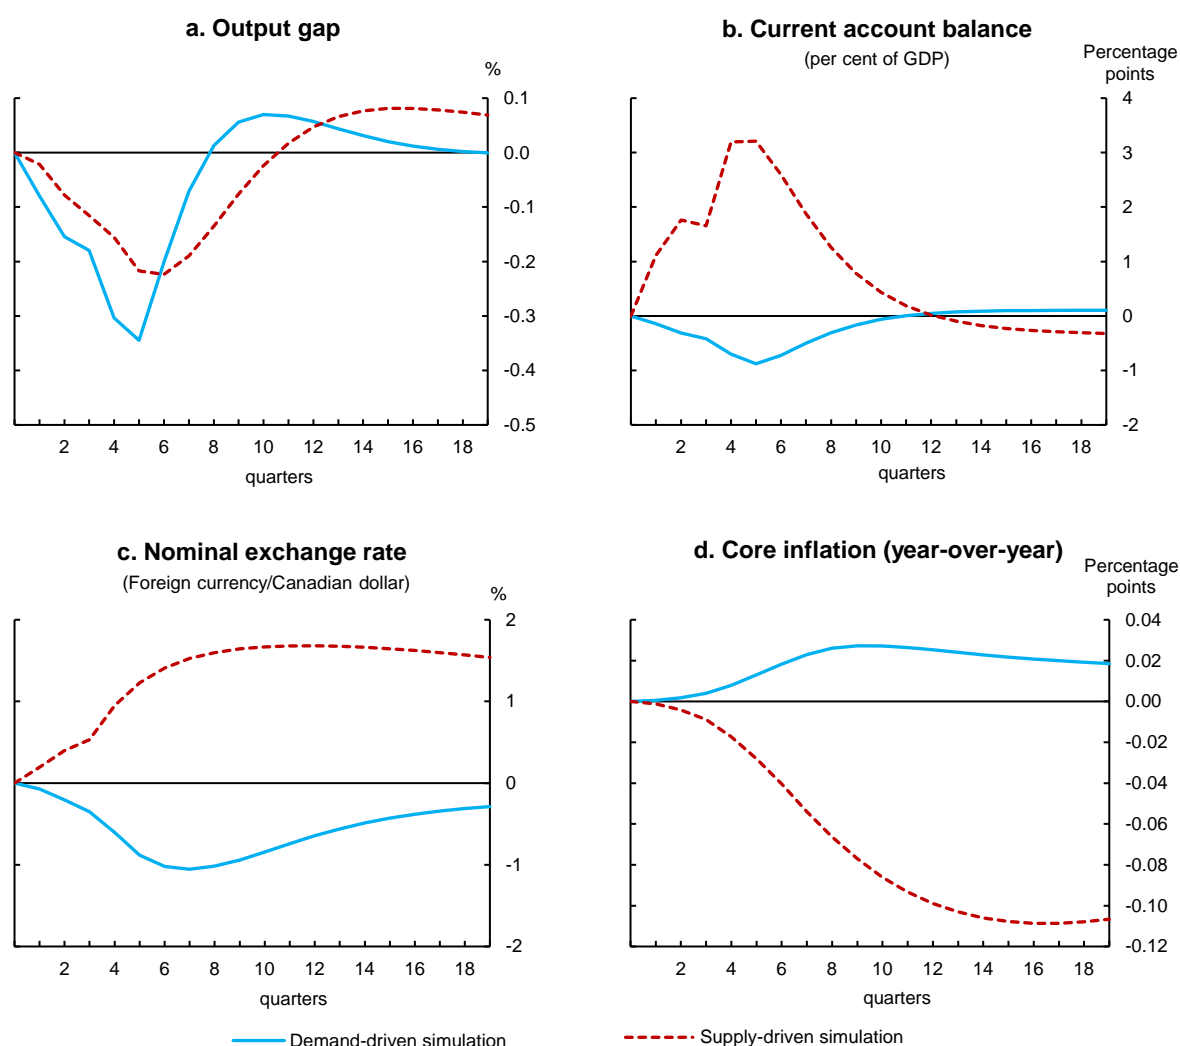 a. Output gap
%
0.1
0.0
-0.1
-0.2
-0.3
-0.4
-0.5
2 4 6 8 10 12 14 16 18
quarters
b. Current account balance
(per cent of GDP)
Percentage
points
4
3
2
1
0
-1
-2
2 4 6 8 10 12 14 16 18
quarters
c. Nominal exchange rate
(Foreign currency/Canadian dollar)
%
2
1
0
-1
-2
2 4 6 8 10 12 14 16 18
quarters
d. Core inflation (year-over-year)
Percentage
points
0.04
0.02
0.00
-0.02
-0.04
-0.06
-0.08
-0.10
-0.12
2 4 6 8 10 12 14 16 18
quarters
Demand-driven simulation
Supply-driven simulation